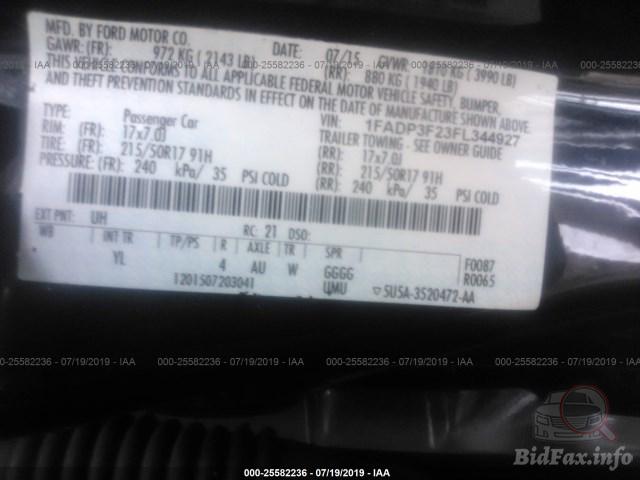 MFD. BY FORD MOTOR CO.
DATE: 07/15 GVWR: 1810 KG (3990 LB)
GAWR: (FR): 972 KG (2143 LB) (RR): 880 KG (1940 LB)
THIS VEHICLE CONFORMS TO ALL APPLICABLE FEDERAL MOTOR VEHICLE SAFETY, BUMPER,
AND THEFT PREVENTION STANDARDS IN EFFECT ON THE DATE OF MANUFACTURE SHOWN ABOVE.
VIN: 1FADP3F23FL344927
TYPE: Passenger Car TRAILER TOWING - SEE OWNER GUIDE
RIM: (FR): 17x7.0J (RR): 17x7.0J
TIRE: (FR): 215/50R17 91H (RR): 215/50R17 91H
PRESSURE: (FR): 240 kPa/ 35 PSI COLD (RR): 240 kPa/ 35 PSI COLD
EXT PNT: UH RC: 21 DSO:
WB INT TR TP/PS R AXLE TR SPR
YL 4 AU W GGGG F0087
UMU R0065
1201507203041 ▽5U5A-3520472-AA
000-25582236 - 07/19/2019 - IAA
BidFax.info